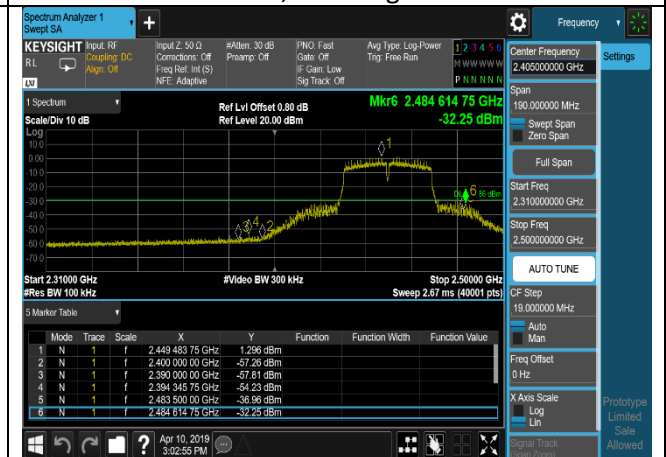 Spectrum Analyzer 1
Swept SA
+
Frequency
KEYSIGHT
RL
LXI
Input: RF
Coupling: DC
Align: Off
Input Z: 50 Ω
Corrections: Off
Freq Ref: Int (S)
NFE: Adaptive
#Atten: 30 dB
Preamp: Off
PNO: Fast
Gate: Off
IF Gain: Low
Sig Track: Off
Avg Type: Log-Power
Trig: Free Run
1 2 3 4 5 6
M W W W W W
P N N N N N
1 Spectrum
Scale/Div 10 dB
Ref Lvl Offset 0.80 dB
Ref Level 20.00 dBm
Mkr6 2.484 614 75 GHz
-32.25 dBm
Log
10.0
0.00
-10.0
-20.0
-30.0
-40.0
-50.0
-60.0
-70.0
1
6
3 4 2
Start 2.31000 GHz
#Video BW 300 kHz
Stop 2.50000 GHz
#Res BW 100 kHz
Sweep 2.67 ms (40001 pts)
5 Marker Table
Mode Trace Scale X Y Function Function Width Function Value
1 N 1 f 2.449 483 75 GHz 1.296 dBm
2 N 1 f 2.400 000 00 GHz -57.26 dBm
3 N 1 f 2.390 000 00 GHz -57.81 dBm
4 N 1 f 2.394 345 75 GHz -54.23 dBm
5 N 1 f 2.483 500 00 GHz -36.96 dBm
6 N 1 f 2.484 614 75 GHz -32.25 dBm
?
Apr 10, 2019
3:02:55 PM
Center Frequency
2.405000000 GHz
Settings
Span
190.000000 MHz
Swept Span
Zero Span
Full Span
Start Freq
2.310000000 GHz
Stop Freq
2.500000000 GHz
AUTO TUNE
CF Step
19.000000 MHz
Auto
Man
Freq Offset
0 Hz
X Axis Scale
Log
Lin
Signal Track
(Span Zoom)
Prototype
Limited
Sale
Allowed